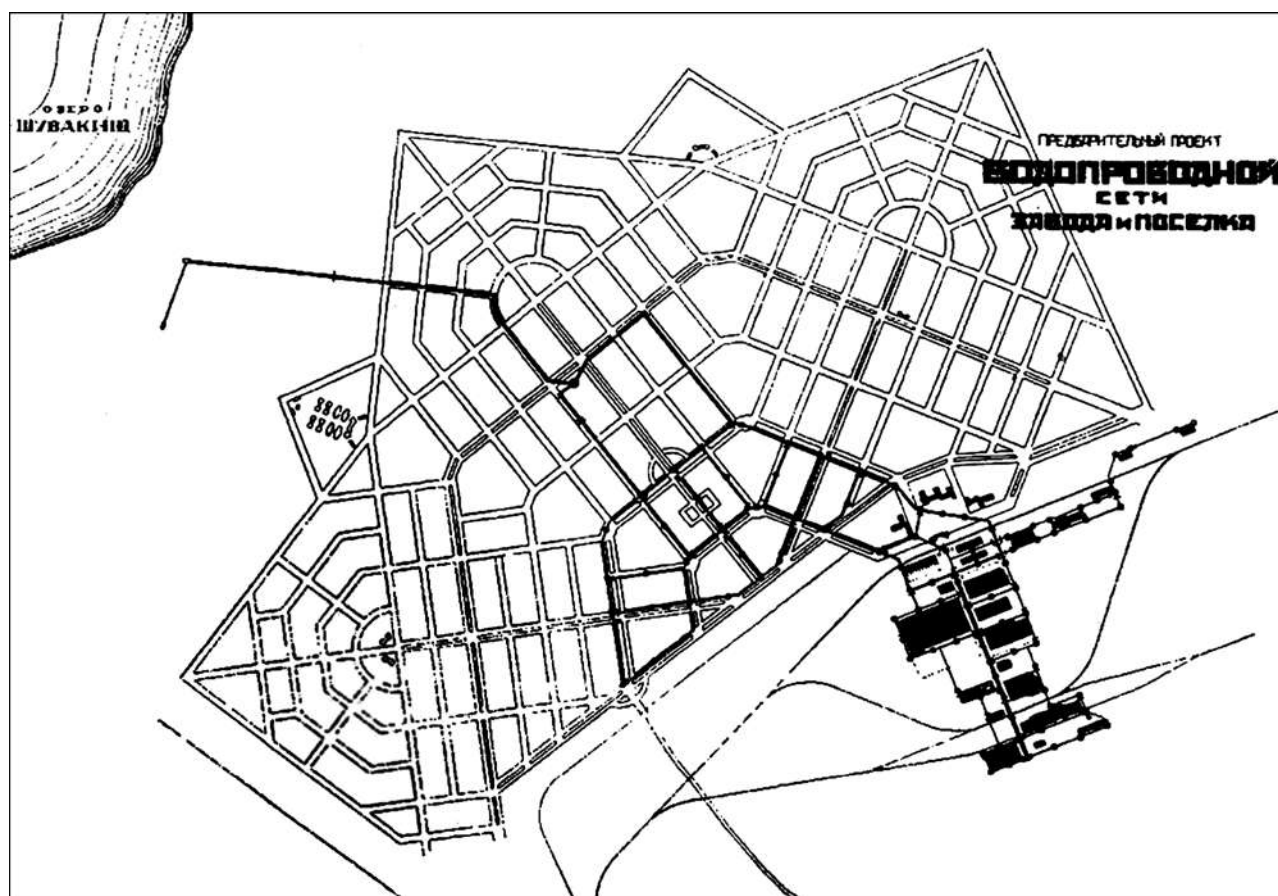 ОЗЕРО
ШУВАКИШ
ПРЕДВАРИТЕЛЬНЫЙ ПРОЕКТ
ВОДОПРОВОДНОЙ
СЕТИ
ЗАВОДА и ПОСЕЛКА